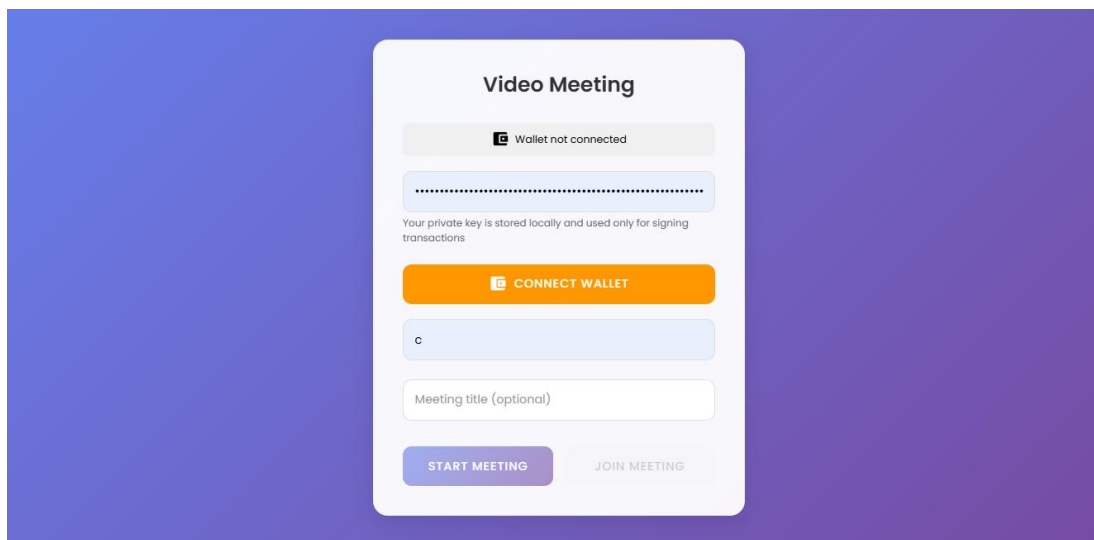 Video Meeting
Wallet not connected
Your private key is stored locally and used only for signing
transactions
CONNECT WALLET
c
Meeting title (optional)
START MEETING
JOIN MEETING